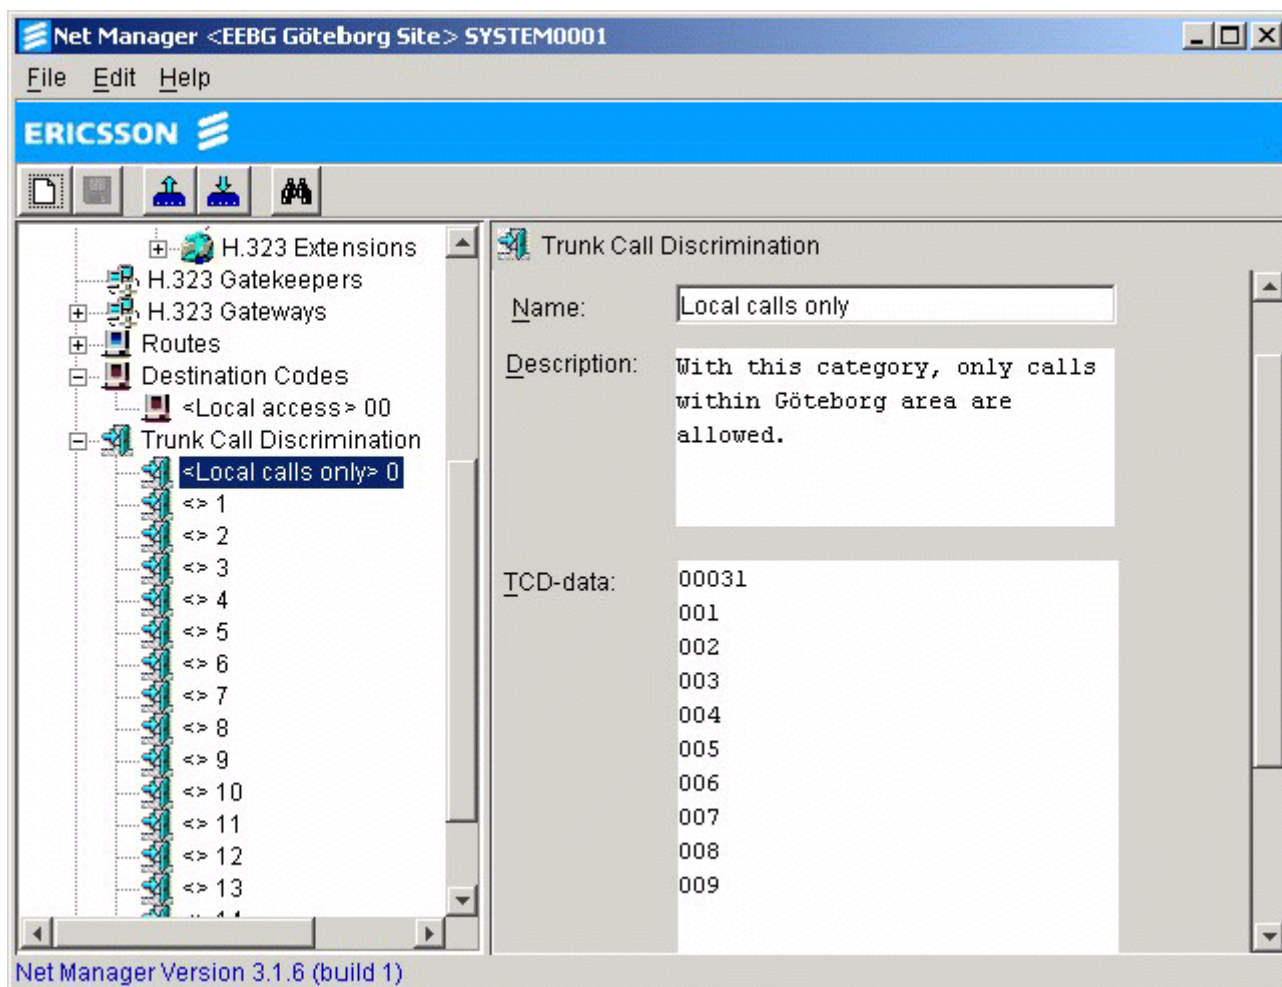 Net Manager <EEBG Göteborg Site> SYSTEM0001
File Edit Help
ERICSSON
H.323 Extensions
H.323 Gatekeepers
H.323 Gateways
Routes
Destination Codes
<Local access> 00
Trunk Call Discrimination
<Local calls only> 0
<> 1
<> 2
<> 3
<> 4
<> 5
<> 6
<> 7
<> 8
<> 9
<> 10
<> 11
<> 12
<> 13
Trunk Call Discrimination
Name: Local calls only
Description: With this category, only calls
within Göteborg area are
allowed.
TCD-data: 00031
001
002
003
004
005
006
007
008
009
Net Manager Version 3.1.6 (build 1)